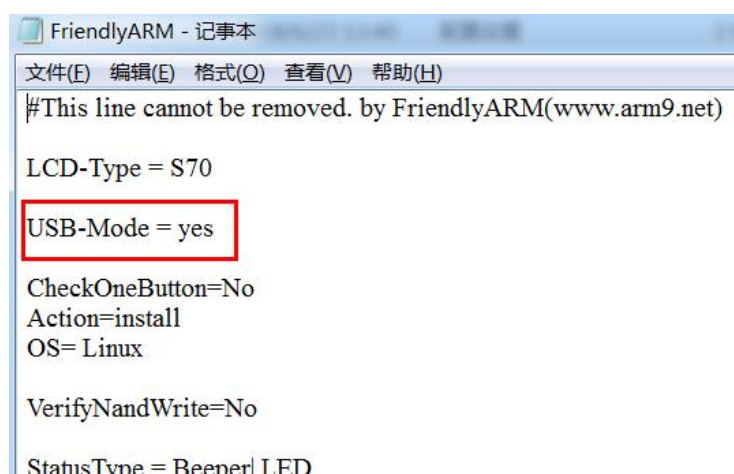 FriendlyARM - 记事本
文件(F) 编辑(E) 格式(O) 查看(V) 帮助(H)
#This line cannot be removed. by FriendlyARM(www.arm9.net)
LCD-Type = S70
USB-Mode = yes
CheckOneButton=No
Action=install
OS= Linux
VerifyNandWrite=No
StatusType = Beeper| LED